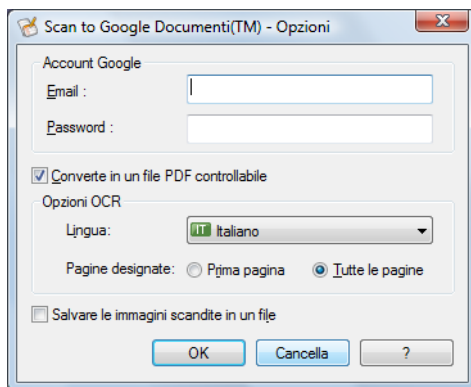 Scan to Google Documenti(TM) - Opzioni
Account Google
Email :
Password :
Converte in un file PDF controllabile
Opzioni OCR
Lingua: IT Italiano
Pagine designate: Prima pagina Tutte le pagine
Salvare le immagini scandite in un file
OK Cancella ?